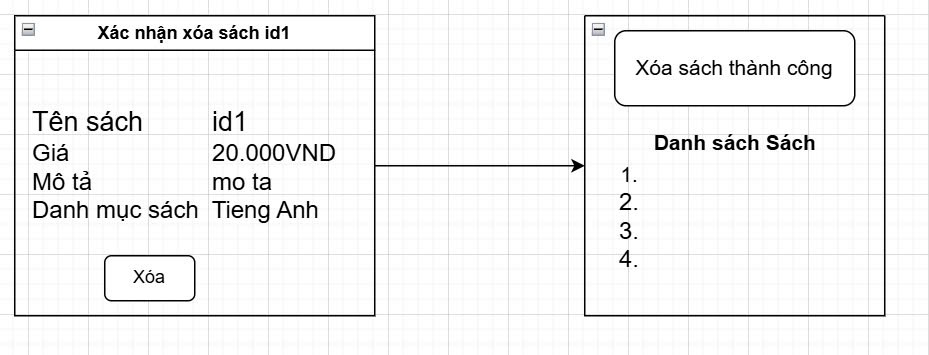 Xác nhận xóa sách id1
Tên sách id1
Giá 20.000VND
Mô tả mo ta
Danh mục sách Tieng Anh
Xóa
Xóa sách thành công
Danh sách Sách
1.
2.
3.
4.